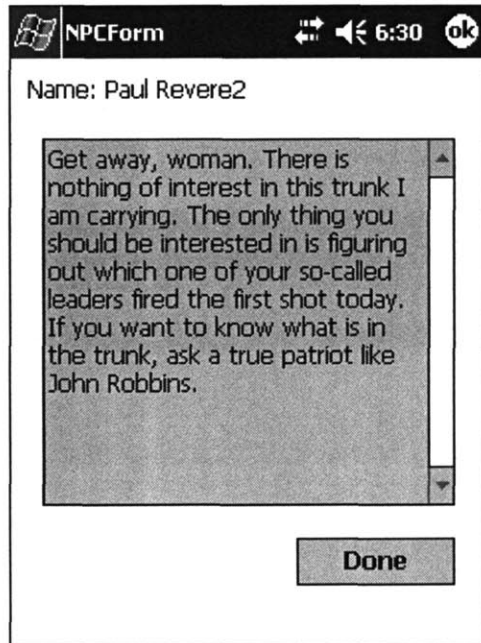 NPCForm 6:30 ok
Name: Paul Revere2
Get away, woman. There is
nothing of interest in this trunk I
am carrying. The only thing you
should be interested in is figuring
out which one of your so-called
leaders fired the first shot today.
If you want to know what is in
the trunk, ask a true patriot like
John Robbins.
Done